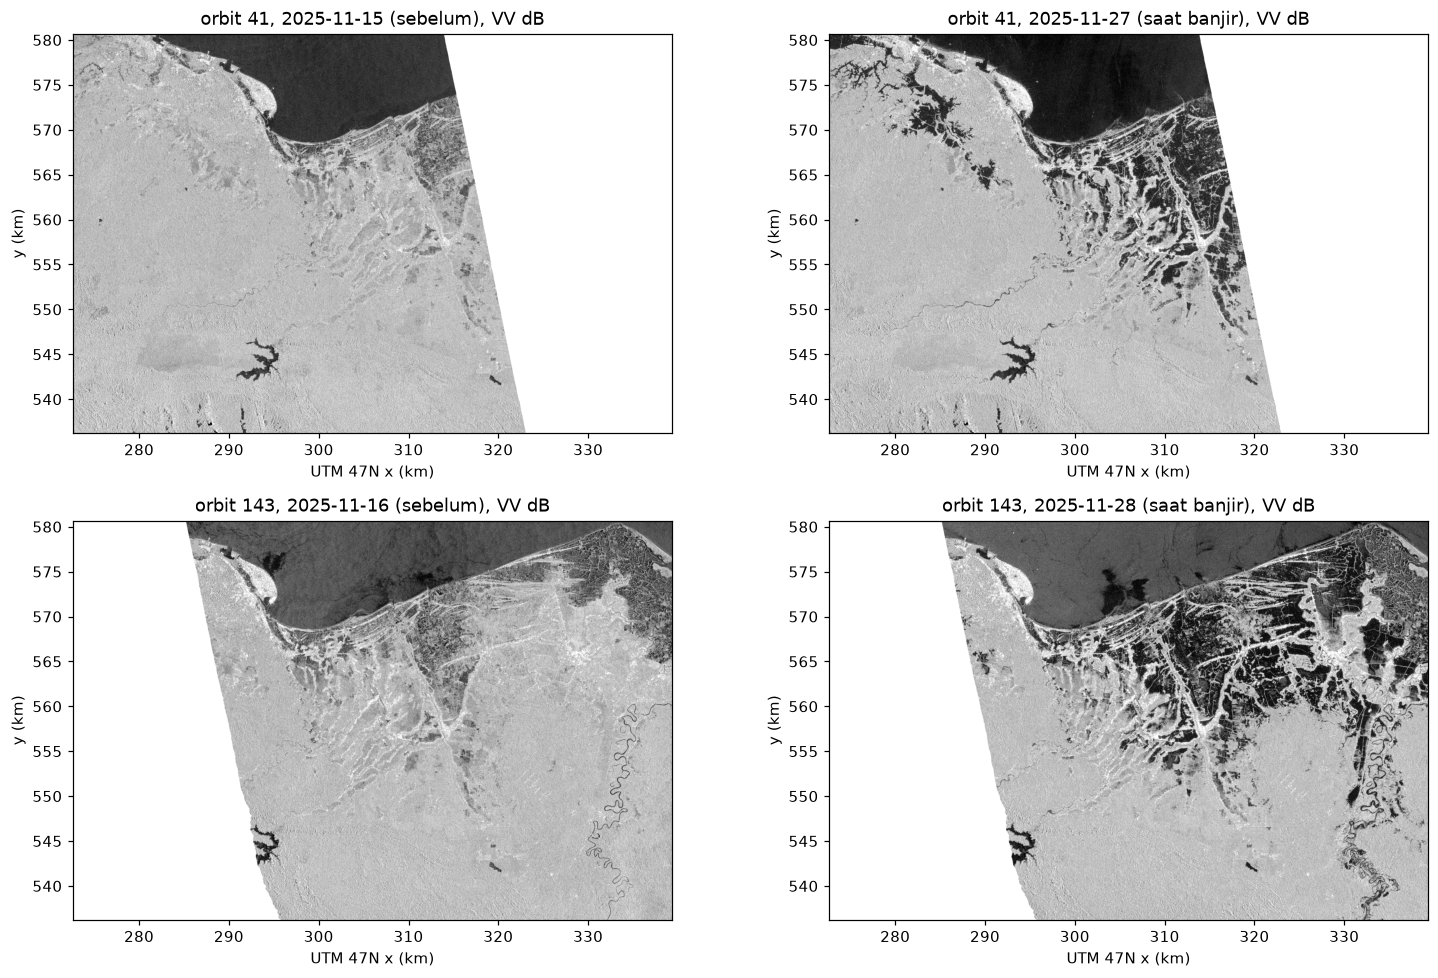 orbit 41, 2025-11-15 (sebelum), VV dB
580
575
570
565
560
555
550
545
540
y (km)
280 290 300 310 320 330
UTM 47N x (km)
orbit 41, 2025-11-27 (saat banjir), VV dB
580
575
570
565
560
555
550
545
540
y (km)
280 290 300 310 320 330
UTM 47N x (km)
orbit 143, 2025-11-16 (sebelum), VV dB
580
575
570
565
560
555
550
545
540
y (km)
280 290 300 310 320 330
UTM 47N x (km)
orbit 143, 2025-11-28 (saat banjir), VV dB
580
575
570
565
560
555
550
545
540
y (km)
280 290 300 310 320 330
UTM 47N x (km)